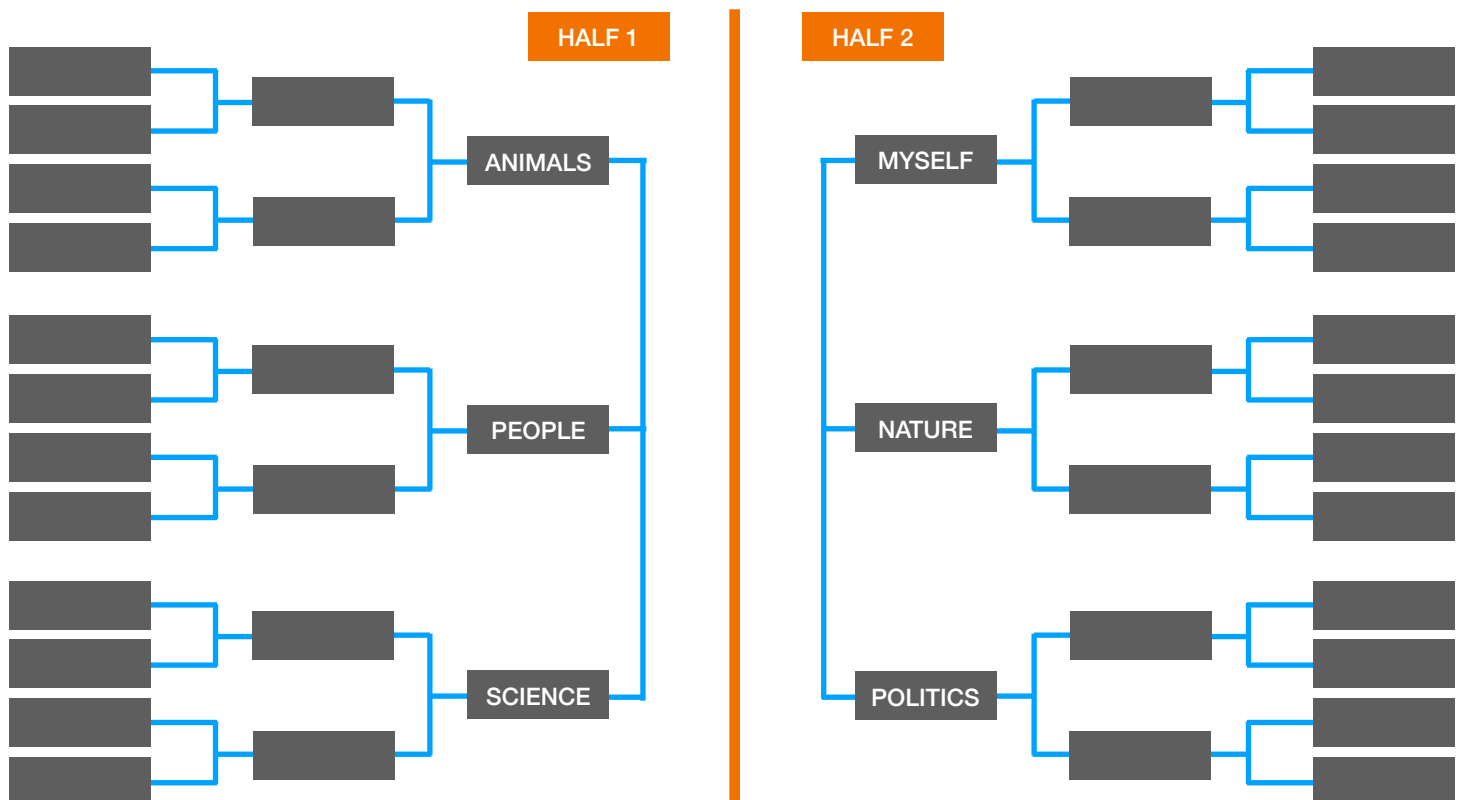 HALF 1
HALF 2
ANIMALS
MYSELF
PEOPLE
NATURE
SCIENCE
POLITICS